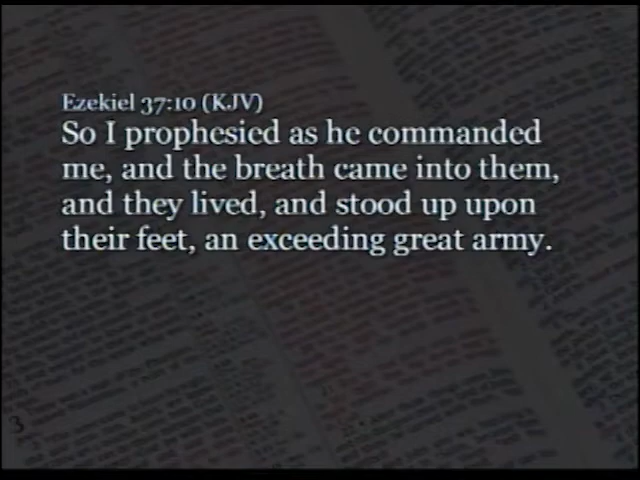 Ezekiel 37:10 (KJV)
So I prophesied as he commanded
me, and the breath came into them,
and they lived, and stood up upon
their feet, an exceeding great army.
3